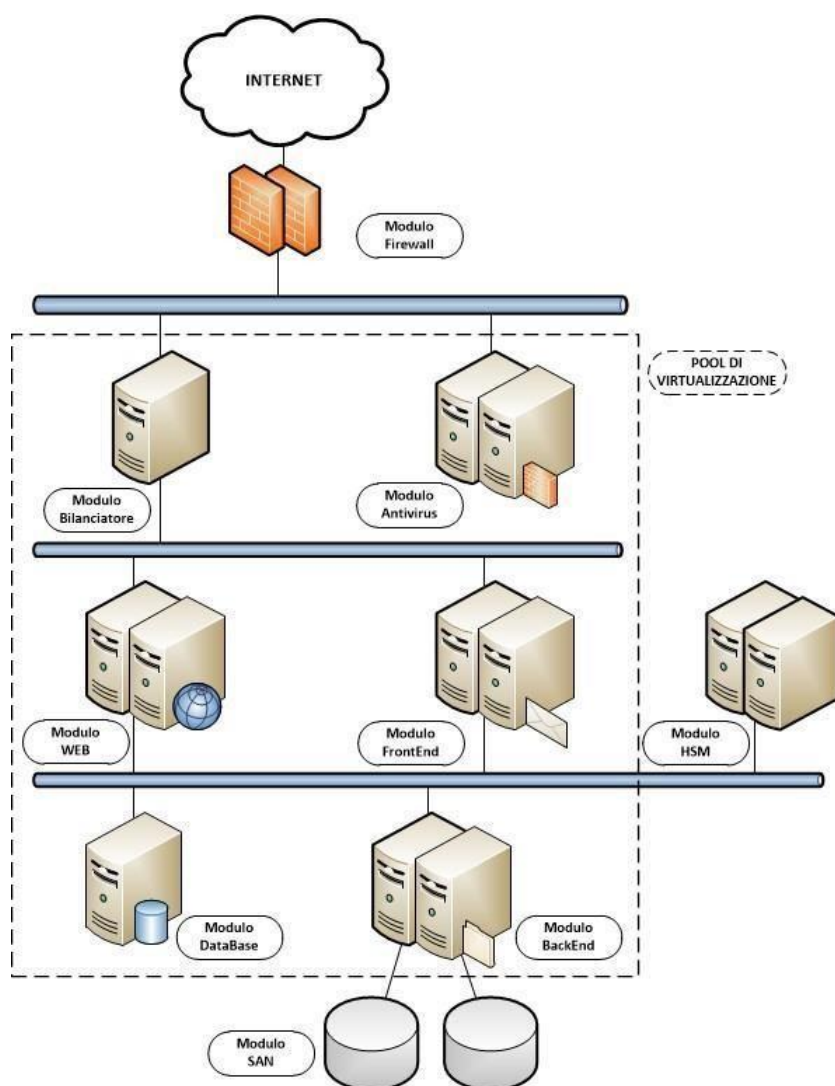 INTERNET
Modulo
Firewall
POOL DI
VIRTUALIZZAZIONE
Modulo
Bilanciatore
Modulo
Antivirus
Modulo
WEB
Modulo
FrontEnd
Modulo
HSM
Modulo
DataBase
Modulo
BackEnd
Modulo
SAN